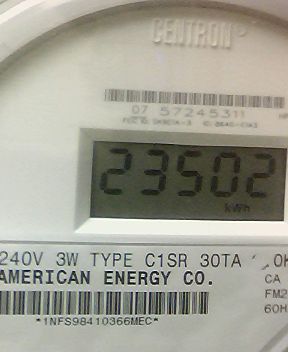 CENTRON®
07 57245311
23502
kWh
240V 3W TYPE C1SR 30TA
AMERICAN ENERGY CO.
CA
FM2
60H
*1NFS98410366MEC*